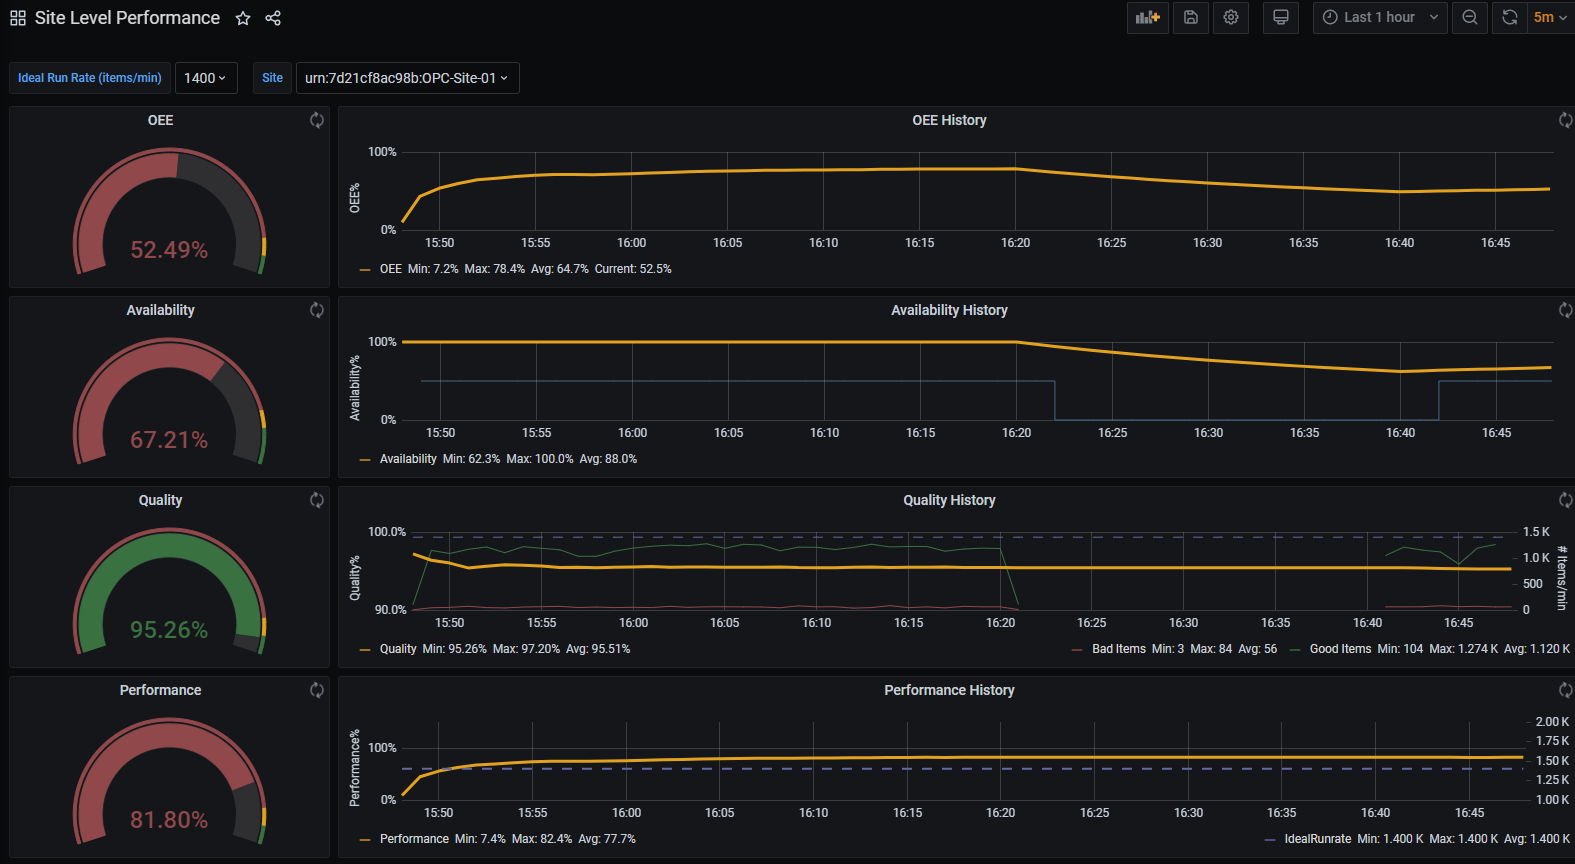 Site Level Performance
Last 1 hour
5m
Ideal Run Rate (items/min) 1400 Site urn:7d21cf8ac98b:OPC-Site-01
OEE
52.49%
OEE History
OEE%
100%
0%
15:50 15:55 16:00 16:05 16:10 16:15 16:20 16:25 16:30 16:35 16:40 16:45
OEE Min: 7.2% Max: 78.4% Avg: 64.7% Current: 52.5%
Availability
67.21%
Availability History
Availability%
100%
0%
15:50 15:55 16:00 16:05 16:10 16:15 16:20 16:25 16:30 16:35 16:40 16:45
Availability Min: 62.3% Max: 100.0% Avg: 88.0%
Quality
95.26%
Quality History
Quality%
100.0%
90.0%
1.5 K
1.0 K
500
0
# Items/min
15:50 15:55 16:00 16:05 16:10 16:15 16:20 16:25 16:30 16:35 16:40 16:45
Quality Min: 95.26% Max: 97.20% Avg: 95.51%
Bad Items Min: 3 Max: 84 Avg: 56 Good Items Min: 104 Max: 1.274 K Avg: 1.120 K
Performance
81.80%
Performance History
Performance%
100%
0%
2.00 K
1.75 K
1.50 K
1.25 K
1.00 K
15:50 15:55 16:00 16:05 16:10 16:15 16:20 16:25 16:30 16:35 16:40 16:45
Performance Min: 7.4% Max: 82.4% Avg: 77.7%
IdealRunrate Min: 1.400 K Max: 1.400 K Avg: 1.400 K